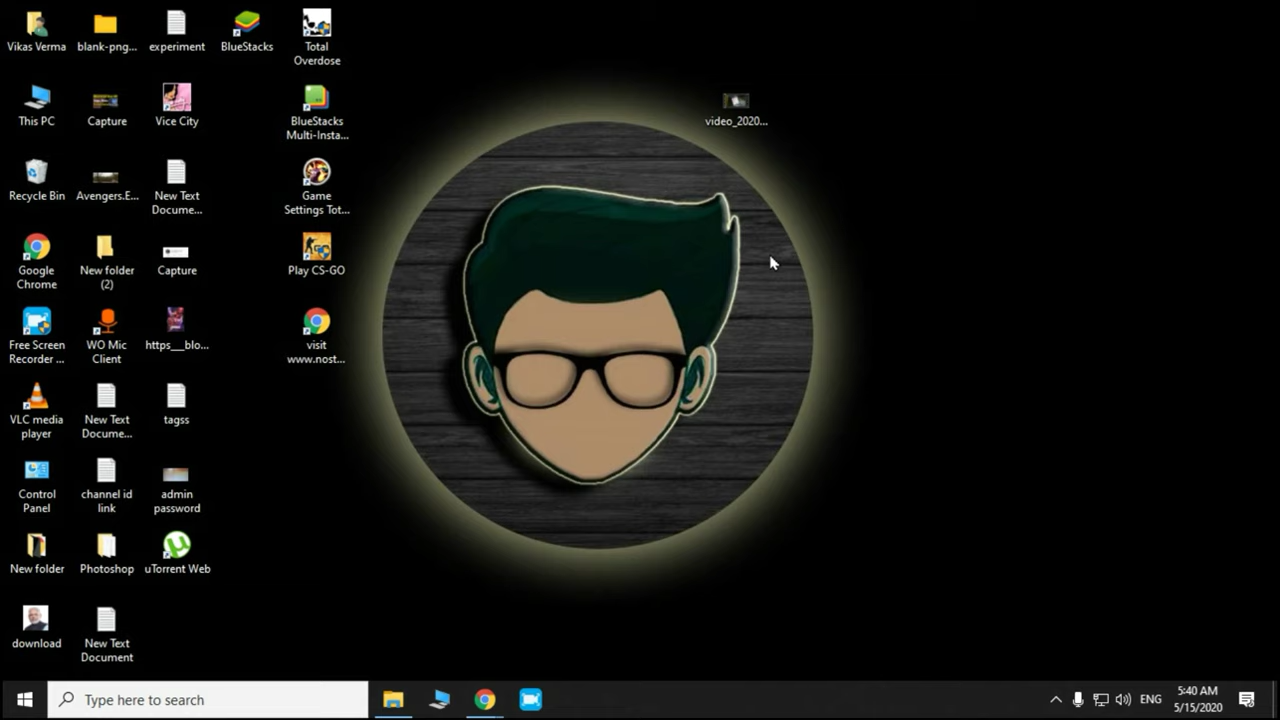 Vikas Verma
blank-png...
experiment
BlueStacks
Total
Overdose
This PC
Capture
Vice City
BlueStacks
Multi-Insta...
video_2020...
Recycle Bin
Avengers.E...
New Text
Docume...
Game
Settings Tot...
Google
Chrome
New folder
(2)
Capture
Play CS-GO
Free Screen
Recorder ...
WO Mic
Client
https___blo...
visit
www.nost...
VLC media
player
New Text
Docume...
tagss
Control
Panel
channel id
link
admin
password
New folder
Photoshop
uTorrent Web
download
New Text
Document
Type here to search
ENG
5:40 AM
5/15/2020